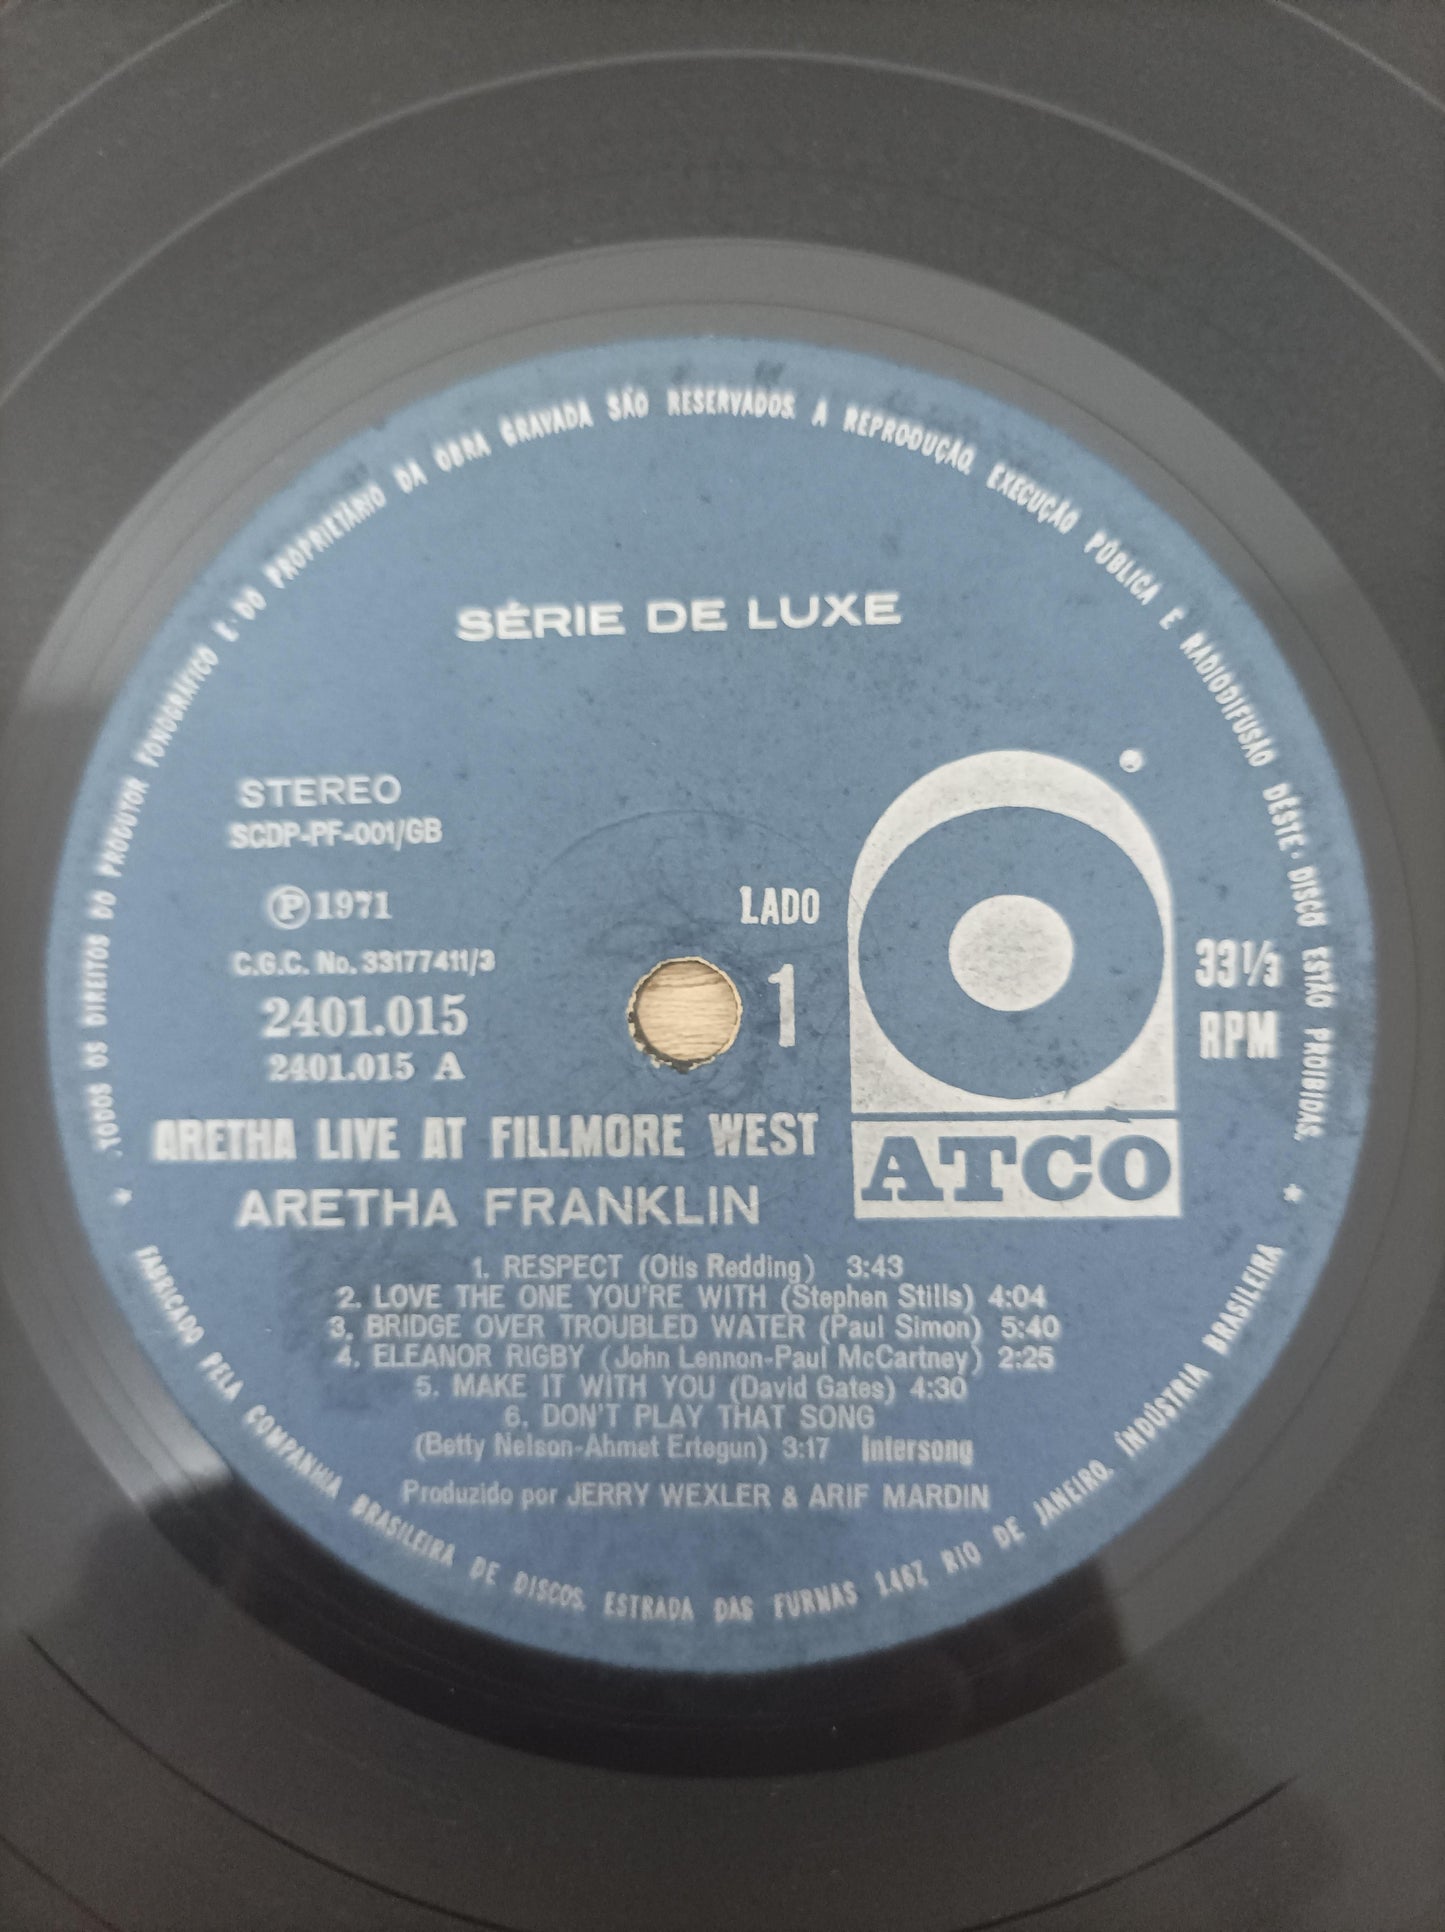 TODOS OS DIREITOS DO PRODUTOR FONOGRÁFICO E DO PROPRIETÁRIO DA OBRA GRAVADA SÃO RESERVADOS. A REPRODUÇÃO, EXECUÇÃO PÚBLICA E RADIODIFUSÃO DÊSTE DISCO ESTÃO PROIBIDAS.
SÉRIE DE LUXE
STEREO
SCDP-PF-001/GB
Ⓟ 1971
C.G.C. No. 33177411/3
2401.015
2401.015 A
LADO
1
33 1/3
RPM
ATCO
ARETHA LIVE AT FILLMORE WEST
ARETHA FRANKLIN
1. RESPECT (Otis Redding) 3:43
2. LOVE THE ONE YOU'RE WITH (Stephen Stills) 4:04
3. BRIDGE OVER TROUBLED WATER (Paul Simon) 5:40
4. ELEANOR RIGBY (John Lennon-Paul McCartney) 2:25
5. MAKE IT WITH YOU (David Gates) 4:30
6. DON'T PLAY THAT SONG
(Betty Nelson-Ahmet Ertegun) 3:17 Intersong
Produzido por JERRY WEXLER & ARIF MARDIN
FABRICADO PELA COMPANHIA BRASILEIRA DE DISCOS. ESTRADA DAS FURNAS RIO DE JANEIRO. INDÚSTRIA BRASILEIRA